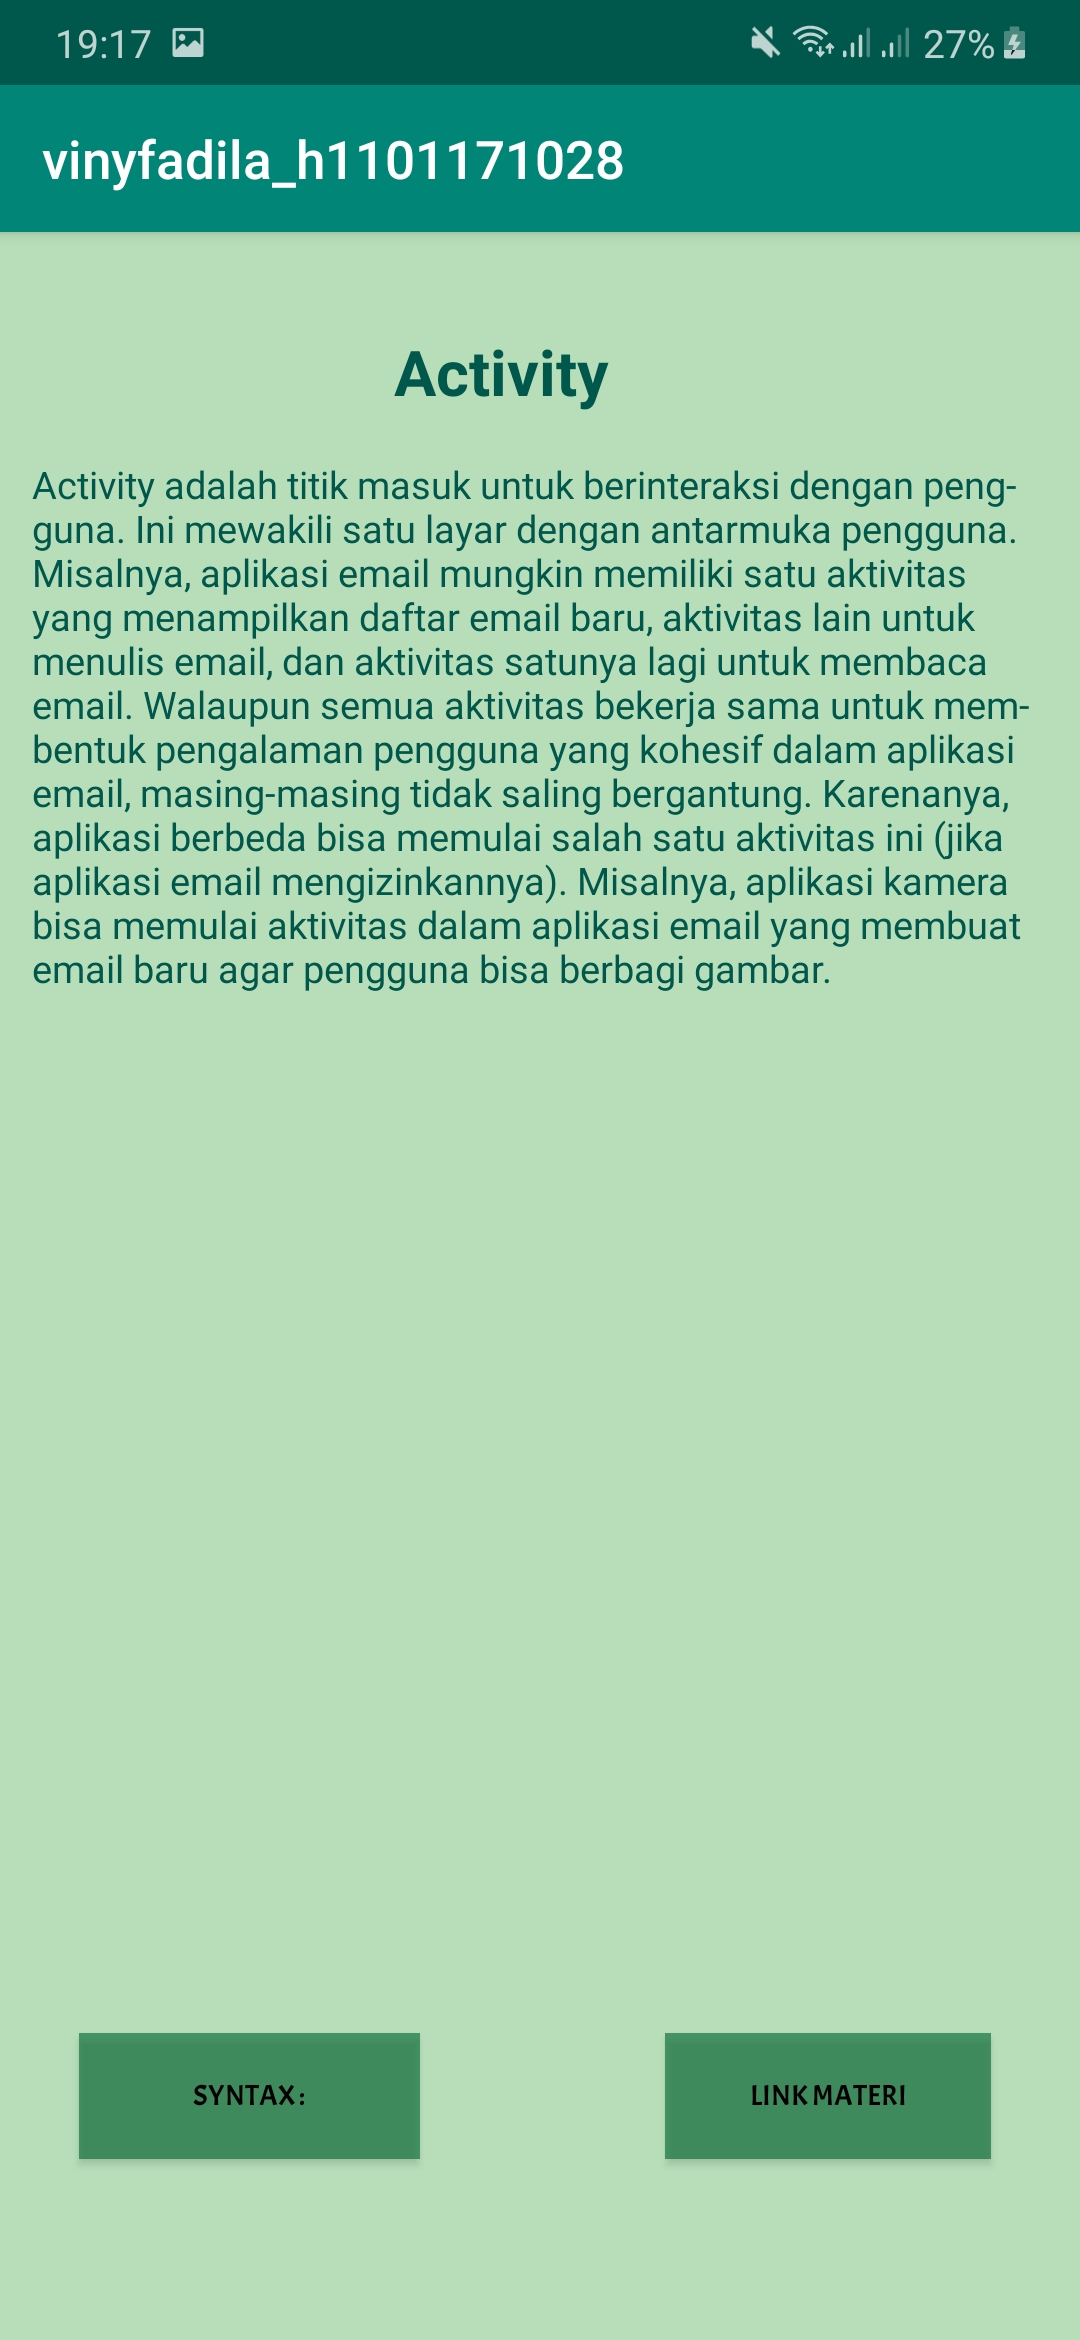 19:17
27%
vinyfadila_h1101171028
Activity
Activity adalah titik masuk untuk berinteraksi dengan peng-
guna. Ini mewakili satu layar dengan antarmuka pengguna.
Misalnya, aplikasi email mungkin memiliki satu aktivitas
yang menampilkan daftar email baru, aktivitas lain untuk
menulis email, dan aktivitas satunya lagi untuk membaca
email. Walaupun semua aktivitas bekerja sama untuk mem-
bentuk pengalaman pengguna yang kohesif dalam aplikasi
email, masing-masing tidak saling bergantung. Karenanya,
aplikasi berbeda bisa memulai salah satu aktivitas ini (jika
aplikasi email mengizinkannya). Misalnya, aplikasi kamera
bisa memulai aktivitas dalam aplikasi email yang membuat
email baru agar pengguna bisa berbagi gambar.
SYNTAX :
LINK MATERI